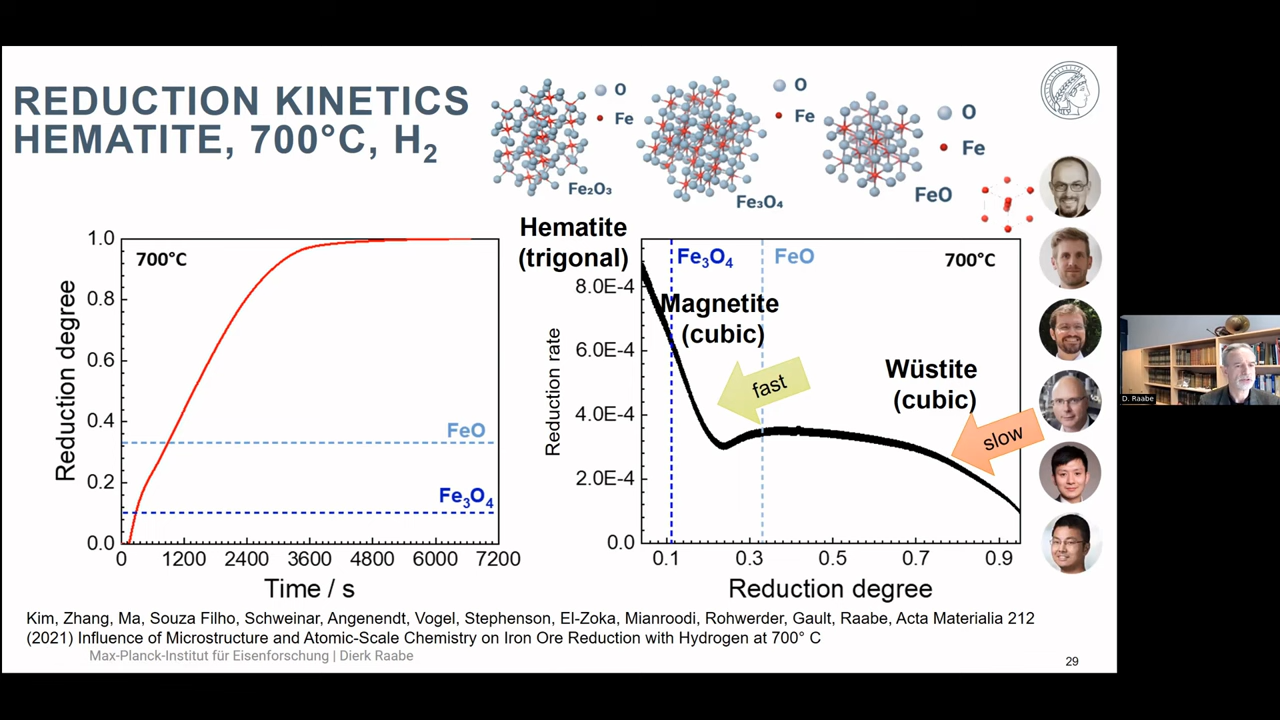 REDUCTION KINETICS
HEMATITE, 700°C, H₂
O
Fe
Fe₂O₃
O
Fe
Fe₃O₄
O
Fe
FeO
Reduction degree
1.0
0.8
0.6
0.4
0.2
0.0
700°C
FeO
Fe₃O₄
0
1200
2400
3600
4800
6000
7200
Time / s
Hematite
(trigonal)
Reduction rate
8.0E-4
6.0E-4
4.0E-4
2.0E-4
0.0
Fe₃O₄
FeO
700°C
Magnetite
(cubic)
fast
Wüstite
(cubic)
slow
0.1
0.3
0.5
0.7
0.9
Reduction degree
Kim, Zhang, Ma, Souza Filho, Schweinar, Angenendt, Vogel, Stephenson, El-Zoka, Mianroodi, Rohwerder, Gault, Raabe, Acta Materialia 212
(2021) Influence of Microstructure and Atomic-Scale Chemistry on Iron Ore Reduction with Hydrogen at 700° C
Max-Planck-Institut für Eisenforschung | Dierk Raabe
29
D. Raabe